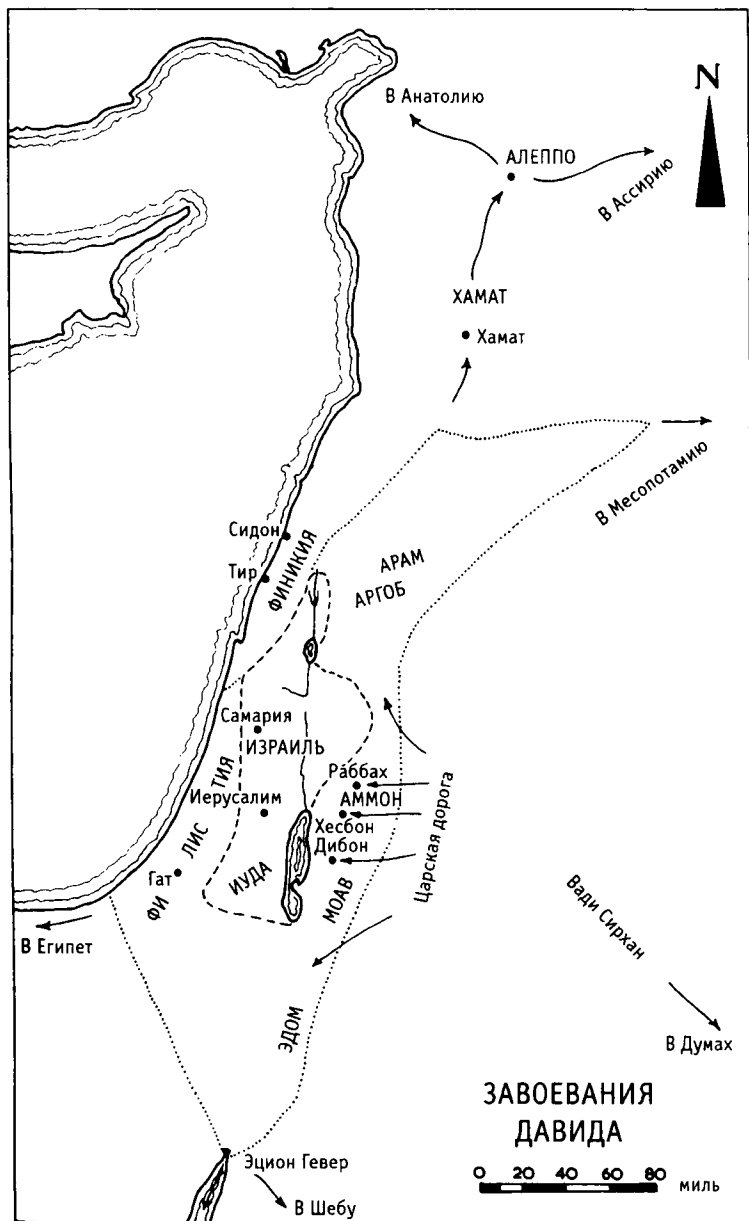 N
В Анатолию
АЛЕППО
В Ассирию
ХАМАТ
Хамат
В Месопотамию
Сидон
Тир
ФИНИКИЯ
АРАМ
АРГОБ
Самария
ИЗРАИЛЬ
Ра́ббах
АММОН
Иерусалим
Хесбон
Дибон
Царская дорога
ФИ ЛИС ТИЯ
Гат
ИУДА
МОАВ
В Египет
Вади Сирхан
В Думах
ЭДОМ
ЗАВОЕВАНИЯ
ДАВИДА
0 20 40 60 80 миль
Эцион Гевер
В Шебу